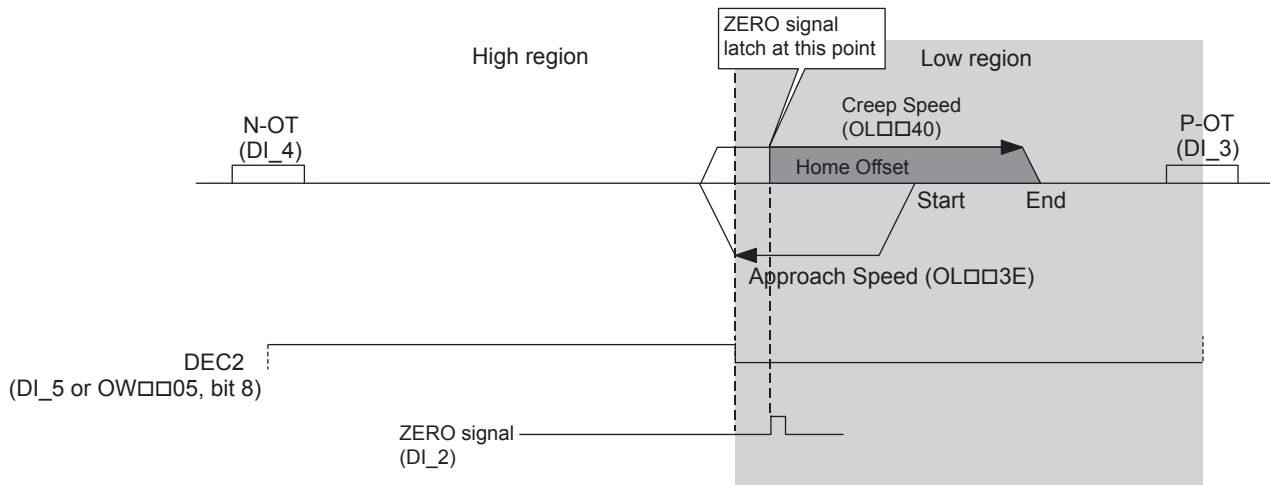 ZERO signal
latch at this point
High region
Low region
Creep Speed
(OL□□40)
N-OT
(DI_4)
P-OT
(DI_3)
Home Offset
Start
End
Approach Speed (OL□□3E)
DEC2
(DI_5 or OW□□05, bit 8)
ZERO signal
(DI_2)